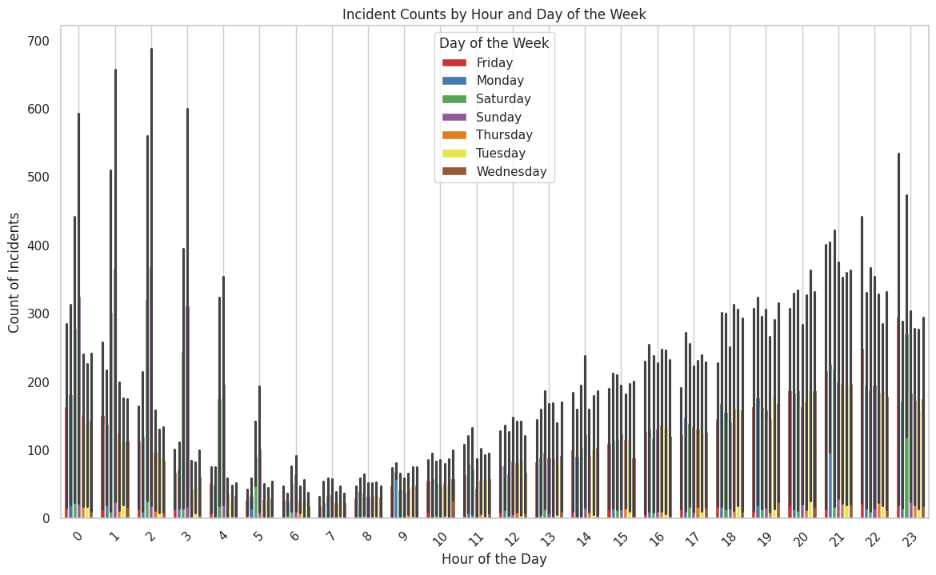 Incident Counts by Hour and Day of the Week
Day of the Week
Friday
Monday
Saturday
Sunday
Thursday
Tuesday
Wednesday
Count of Incidents
700
600
500
400
300
200
100
0
0 1 2 3 4 5 6 7 8 9 10 11 12 13 14 15 16 17 18 19 20 21 22 23
Hour of the Day